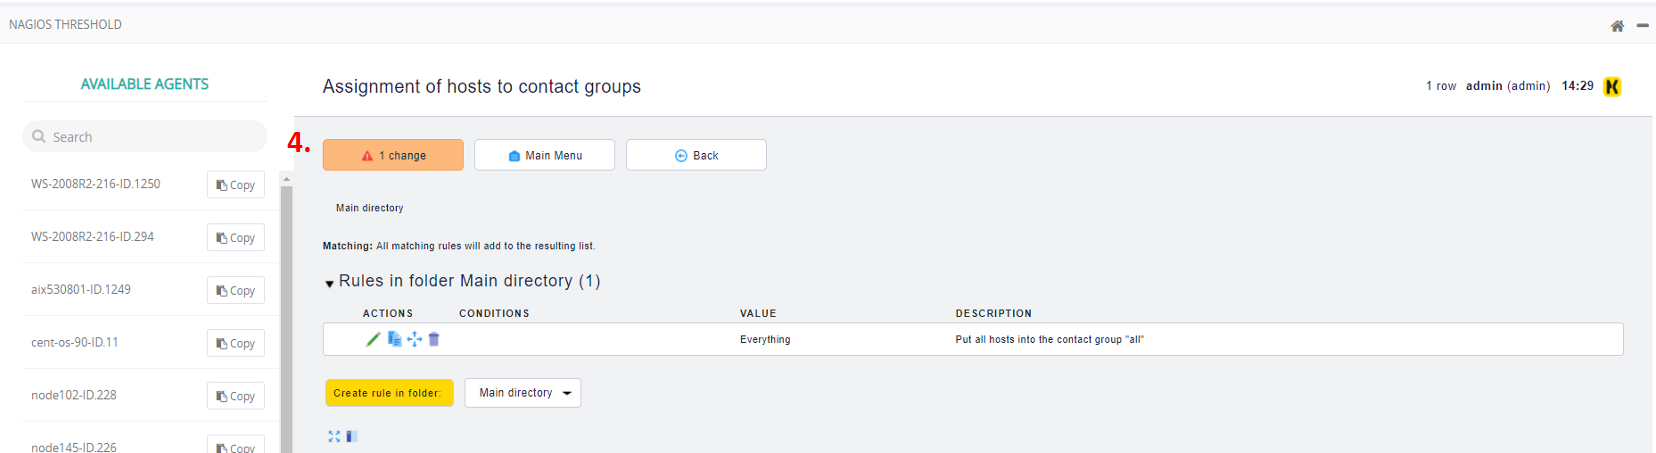 NAGIOS THRESHOLD
AVAILABLE AGENTS
Search
WS-2008R2-216-ID.1250 Copy
WS-2008R2-216-ID.294 Copy
aix530801-ID.1249 Copy
cent-os-90-ID.11 Copy
node102-ID.228 Copy
node145-ID.226 Copy
Assignment of hosts to contact groups
1 row admin (admin) 14:29 K
4.
1 change Main Menu Back
Main directory
Matching: All matching rules will add to the resulting list.
Rules in folder Main directory (1)
ACTIONS CONDITIONS VALUE DESCRIPTION
Everything Put all hosts into the contact group "all"
Create rule in folder: Main directory